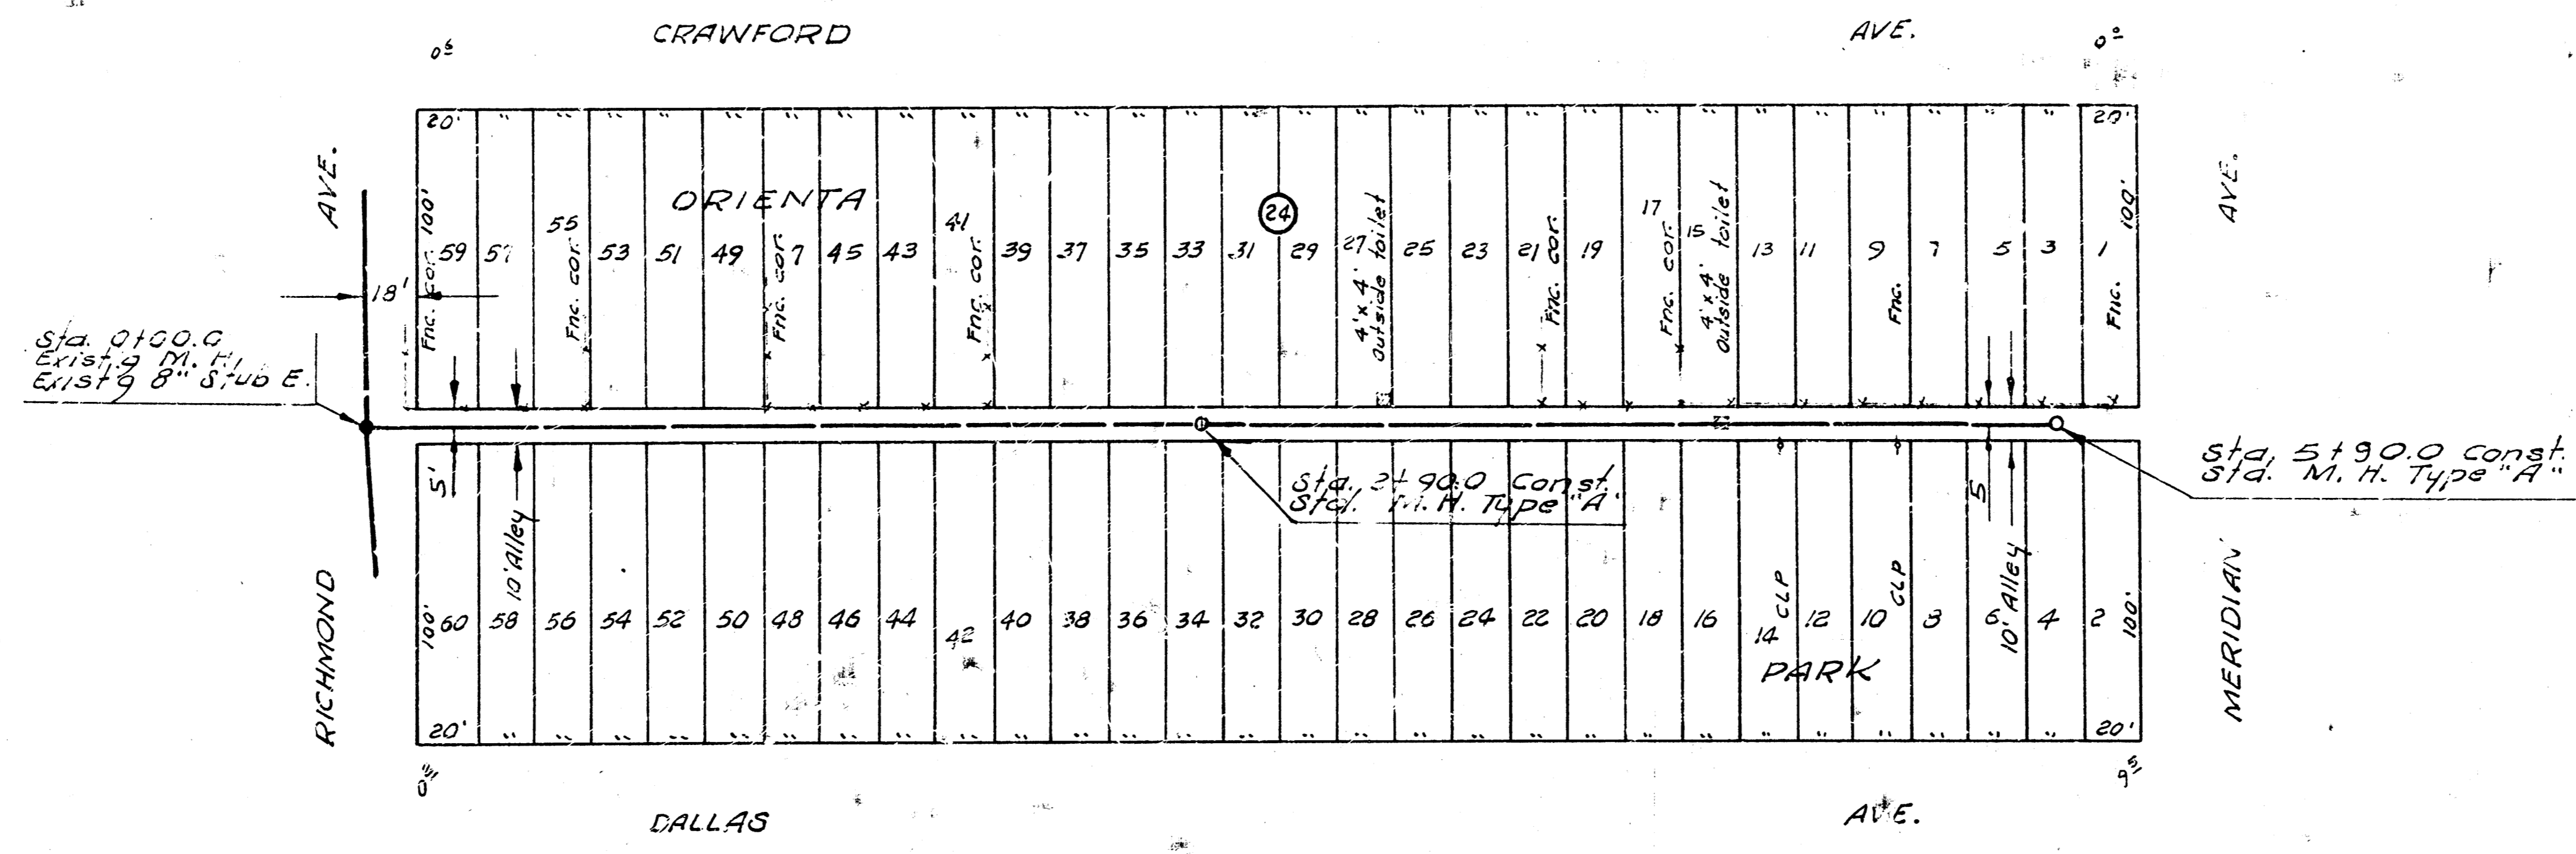 CRAWFORD AVE.
20' " " " " " " " " " " " " " " " " " " " " " " " " " " " " 20'
AVE.
AVE.
ORIENTA
24
100'
100'
59 57 55 53 51 49 7 45 43 41 39 37 35 33 31 29 27 25 23 21 19 17 15 13 11 9 7 5 3 1
Fnc. cor.
Fnc. cor.
Fnc. cor.
Fnc. cor.
4' x 4'
Outside toilet
Fnc. cor.
Fnc. cor.
4' x 4'
Outside toilet
Fnc.
Fnc.
18'
Sta. 0+00.0
Exist'g M. H.
Exist'g 8" Stub E.
Sta. 2+90.0 Const.
Std. M. H. Type "A"
Sta. 5+90.0 Const.
Std. M. H. Type "A"
5'
10' Alley
5
10' Alley
RICHMOND
MERIDIAN
100'
60 58 56 54 52 50 48 46 44 42 40 38 36 34 32 30 28 26 24 22 20 18 16 14 12 10 8 6 4 2
100'
CLP
CLP
PARK
20' " " " " " " " " " " " " " " " " " " " " " " " " " " " " 20'
DALLAS AVE.